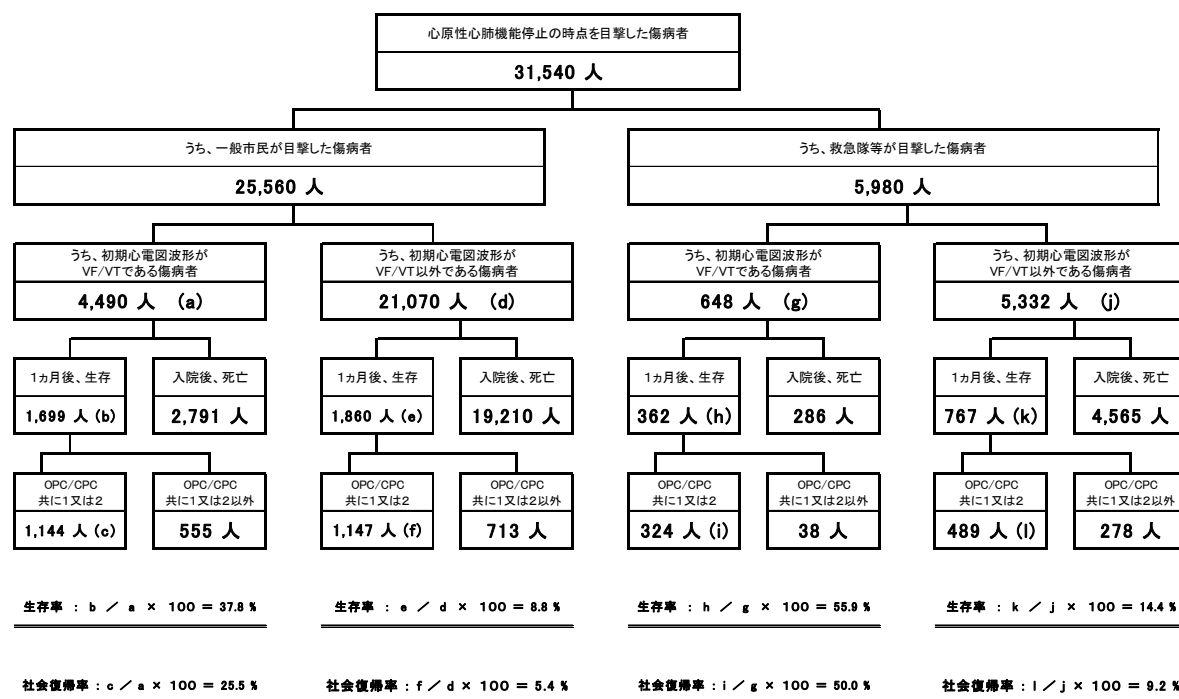 心原性心肺機能停止の時点を目撃した傷病者
31,540 人
うち、一般市民が目撃した傷病者
25,560 人
うち、救急隊等が目撃した傷病者
5,980 人
うち、初期心電図波形が
VF/VTである傷病者
4,490 人 (a)
うち、初期心電図波形が
VF/VT以外である傷病者
21,070 人 (d)
うち、初期心電図波形が
VF/VTである傷病者
648 人 (g)
うち、初期心電図波形が
VF/VT以外である傷病者
5,332 人 (j)
1ヵ月後、生存
1,699 人 (b)
入院後、死亡
2,791 人
1ヵ月後、生存
1,860 人 (e)
入院後、死亡
19,210 人
1ヵ月後、生存
362 人 (h)
入院後、死亡
286 人
1ヵ月後、生存
767 人 (k)
入院後、死亡
4,565 人
OPC/CPC
共に1又は2
1,144 人 (c)
OPC/CPC
共に1又は2以外
555 人
OPC/CPC
共に1又は2
1,147 人 (f)
OPC/CPC
共に1又は2以外
713 人
OPC/CPC
共に1又は2
324 人 (i)
OPC/CPC
共に1又は2以外
38 人
OPC/CPC
共に1又は2
489 人 (l)
OPC/CPC
共に1又は2以外
278 人
生存率 : b / a × 100 = 37.8 %
生存率 : e / d × 100 = 8.8 %
生存率 : h / g × 100 = 55.9 %
生存率 : k / j × 100 = 14.4 %
社会復帰率 : c / a × 100 = 25.5 %
社会復帰率 : f / d × 100 = 5.4 %
社会復帰率 : i / g × 100 = 50.0 %
社会復帰率 : l / j × 100 = 9.2 %